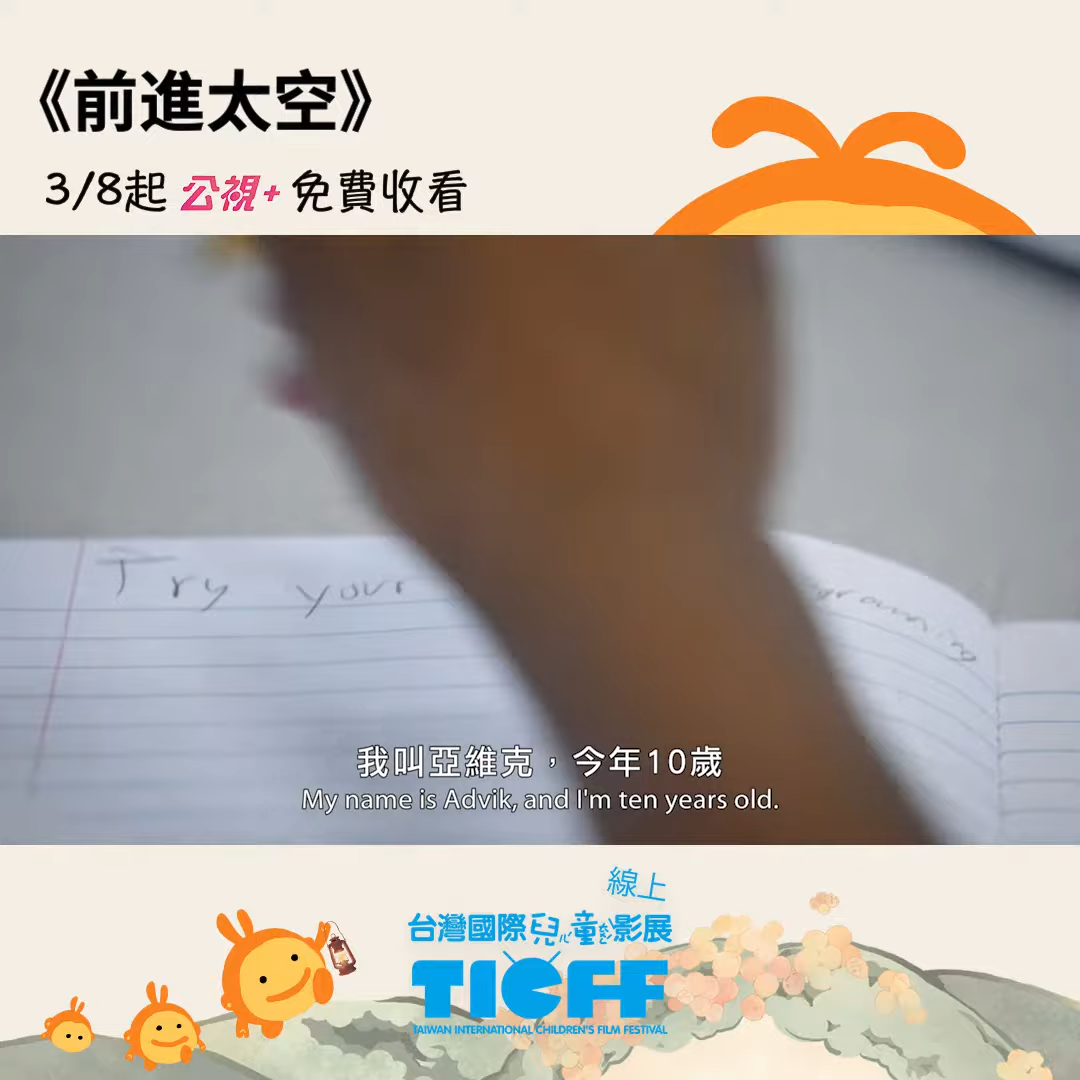 《前進太空》
3/8起 公視+ 免費收看
Try your
我叫亞維克，今年10歲
My name is Advik, and I'm ten years old.
線上
台灣國際兒童影展
TICFF
TAIWAN INTERNATIONAL CHILDREN'S FILM FESTIVAL